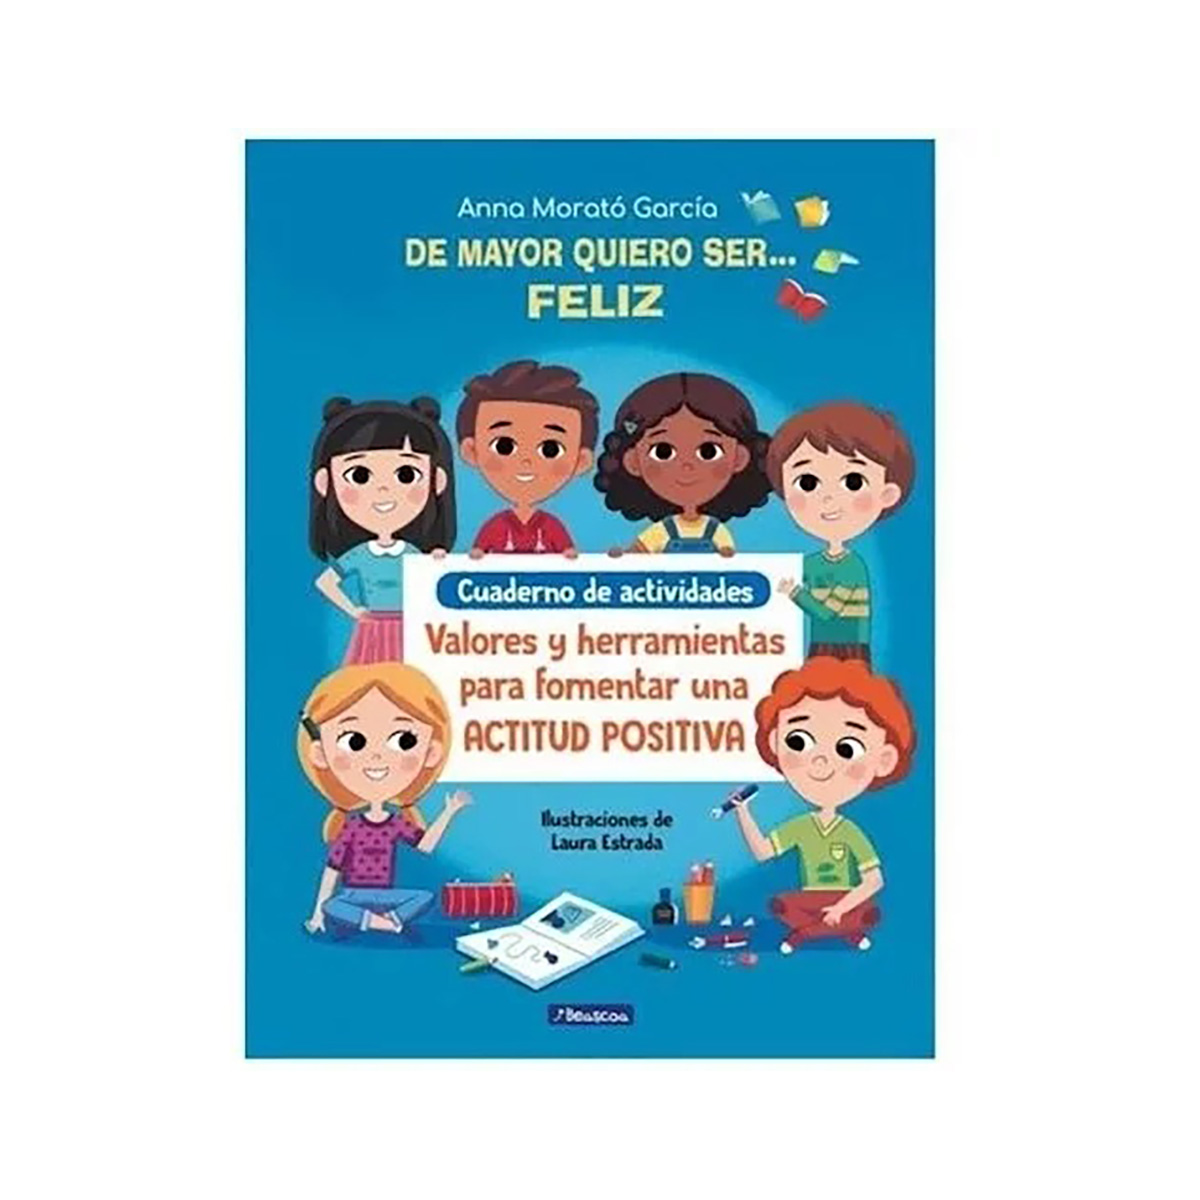 Anna Morató García
DE MAYOR QUIERO SER...
FELIZ
Cuaderno de actividades
Valores y herramientas
para fomentar una
ACTITUD POSITIVA
Ilustraciones de
Laura Estrada
Beascoa